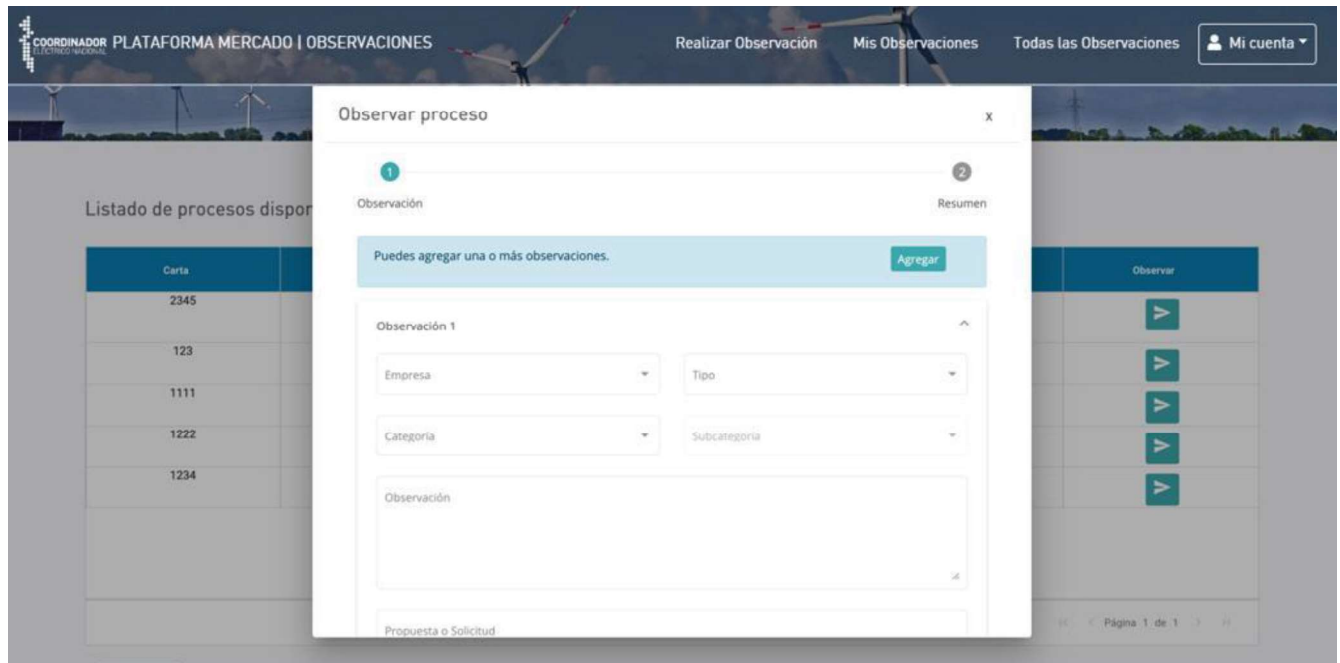 COORDINADOR
ELÉCTRICO NACIONAL
PLATAFORMA MERCADO | OBSERVACIONES
Realizar Observación
Mis Observaciones
Todas las Observaciones
Mi cuenta
Observar proceso
x
1
2
Observación
Resumen
Listado de procesos dispor
Puedes agregar una o más observaciones.
Agregar
Carta
Observar
2345
123
1111
1222
1234
Observación 1
Empresa
Tipo
Categoría
Subcategoría
Observación
Propuesta o Solicitud
Página 1 de 1